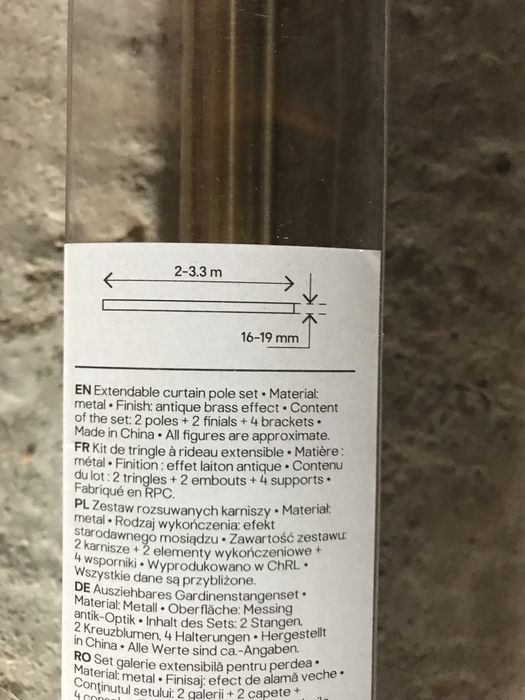 2-3.3 m
16-19 mm
EN Extendable curtain pole set • Material:
metal • Finish: antique brass effect • Content
of the set: 2 poles + 2 finials + 4 brackets •
Made in China • All figures are approximate.
FR Kit de tringle à rideau extensible • Matière :
métal • Finition : effet laiton antique • Contenu
du lot : 2 tringles + 2 embouts + 4 supports •
Fabriqué en RPC.
PL Zestaw rozsuwanych karniszy • Materiał:
metal • Rodzaj wykończenia: efekt
starodawnego mosiądzu • Zawartość zestawu:
2 karnisze + 2 elementy wykończeniowe +
4 wsporniki • Wyprodukowano w ChRL •
Wszystkie dane są przybliżone.
DE Ausziehbares Gardinenstangenset •
Material: Metall • Oberfläche: Messing
antik-Optik • Inhalt des Sets: 2 Stangen,
2 Kreuzblumen, 4 Halterungen • Hergestellt
in China • Alle Werte sind ca.-Angaben.
RO Set galerie extensibilă pentru perdea •
Material: metal • Finisaj: efect de alamă veche •
Conținutul setului: 2 galerii + 2 capete +